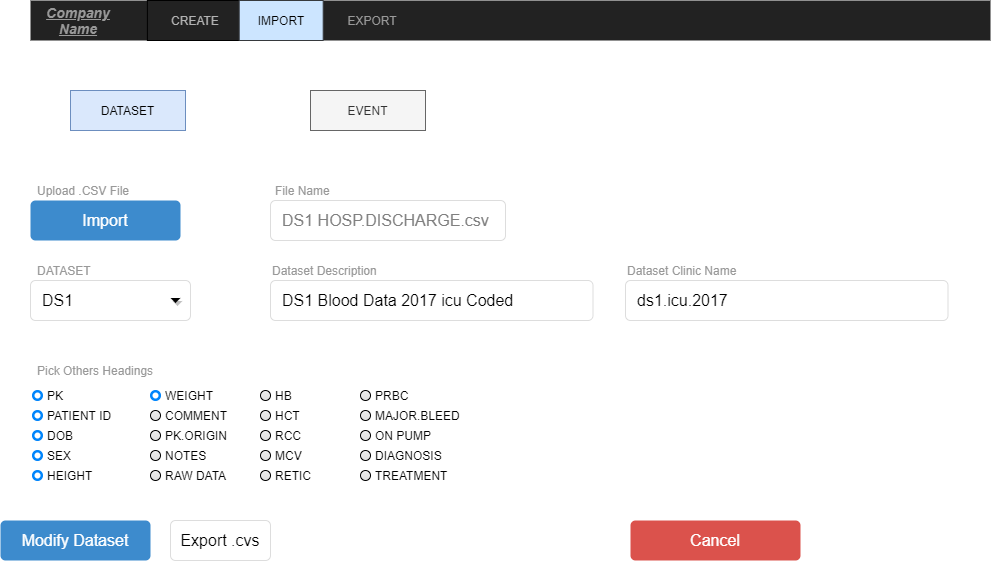 Company
Name
CREATE
IMPORT
EXPORT
DATASET
EVENT
Upload .CSV File
File Name
Import
DS1 HOSP.DISCHARGE.csv
DATASET
Dataset Description
Dataset Clinic Name
DS1
DS1 Blood Data 2017 icu Coded
ds1.icu.2017
Pick Others Headings
PK
WEIGHT
HB
PRBC
PATIENT ID
COMMENT
HCT
MAJOR.BLEED
DOB
PK.ORIGIN
RCC
ON PUMP
SEX
NOTES
MCV
DIAGNOSIS
HEIGHT
RAW DATA
RETIC
TREATMENT
Modify Dataset
Export .cvs
Cancel